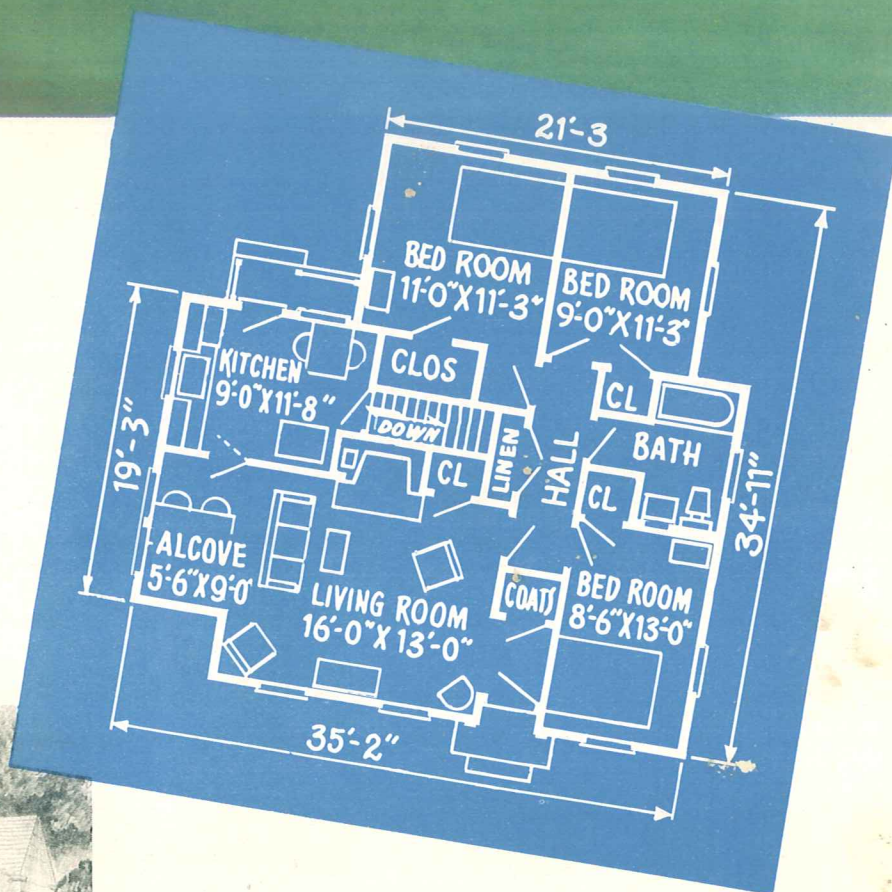 21'-3
BED ROOM
11'-0"X11'-3"
BED ROOM
9'-0"X11'-3"
KITCHEN
9'-0"X11'-8"
CLOS
CL
DOWN
LINEN
HALL
BATH
CL
CL
19'-3"
34'-11"
ALCOVE
5'-6"X9'-0"
LIVING ROOM
16'-0"X13'-0"
COATS
BED ROOM
8'-6"X13'-0"
35'-2"